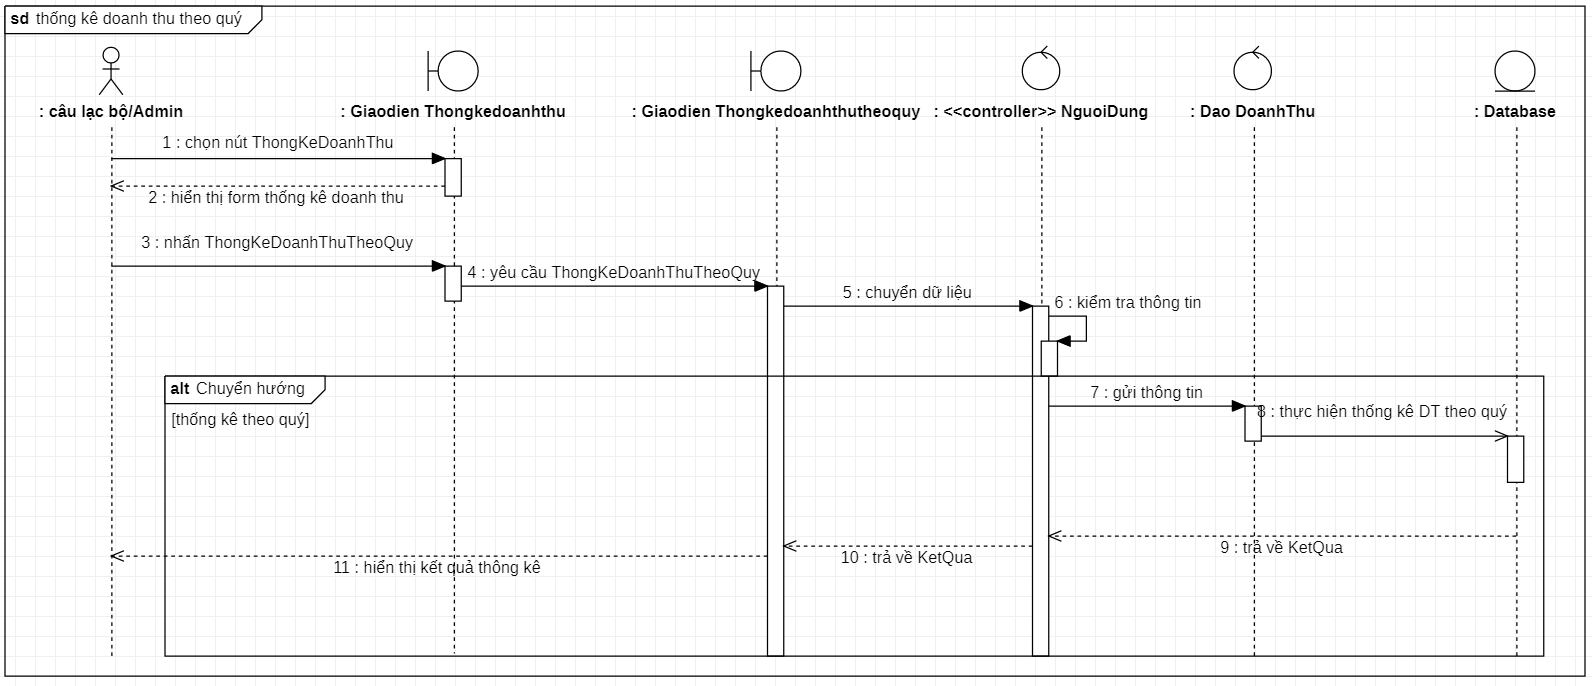 sd thống kê doanh thu theo quý
: câu lạc bộ/Admin
: Giaodien Thongkedoanhthu
: Giaodien Thongkedoanhthutheoquy
: <<controller>> NguoiDung
: Dao DoanhThu
: Database
1 : chọn nút ThongKeDoanhThu
2 : hiển thị form thống kê doanh thu
3 : nhấn ThongKeDoanhThuTheoQuy
4 : yêu cầu ThongKeDoanhThuTheoQuy
5 : chuyển dữ liệu
6 : kiểm tra thông tin
alt Chuyển hướng
[thống kê theo quý]
7 : gửi thông tin
8 : thực hiện thống kê DT theo quý
9 : trả về KetQua
10 : trả về KetQua
11 : hiển thị kết quả thông kê